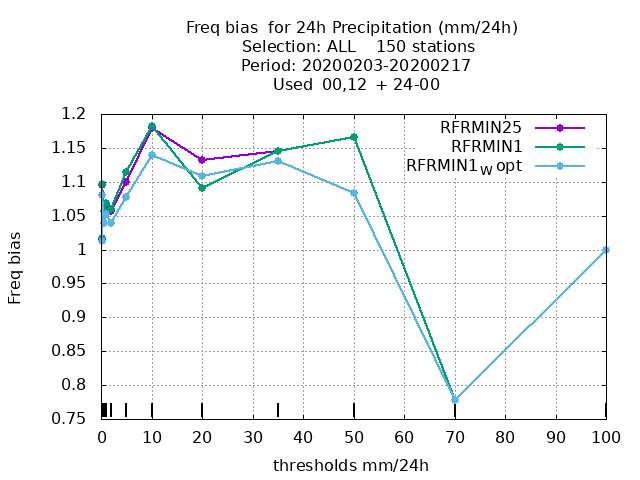 Freq bias  for 24h Precipitation (mm/24h)
Selection: ALL    150 stations
Period: 20200203-20200217
Used  00,12  + 24-00
RFRMIN25
RFRMIN1
RFRMIN1W opt
1.2
1.15
1.1
1.05
1
0.95
0.9
0.85
0.8
0.75
Freq bias
0 10 20 30 40 50 60 70 80 90 100
thresholds mm/24h